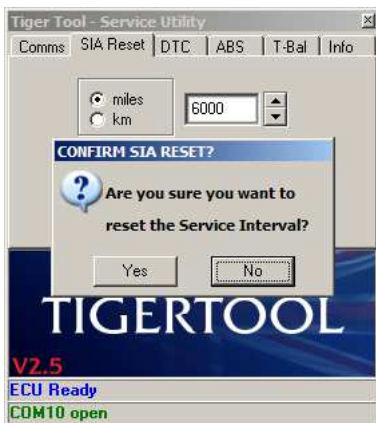 Tiger Tool - Service Utility
Comms SIA Reset DTC ABS T-Bal Info
miles
km
6000
CONFIRM SIA RESET?
Are you sure you want to
reset the Service Interval?
Yes No
TIGERTOOL
V2.5
ECU Ready
COM10 open